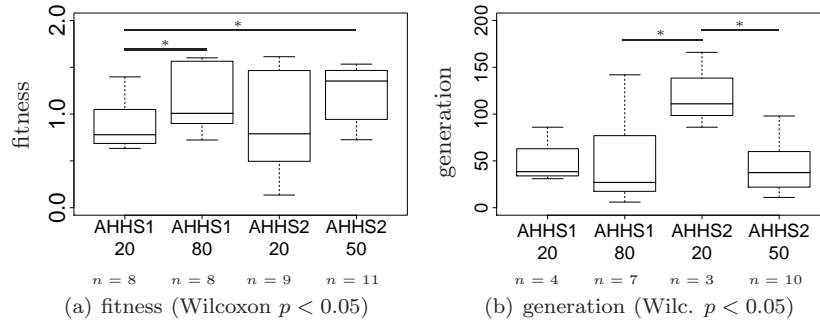 2.0
*
*
fitness
1.0
0.0
AHHS1 AHHS1 AHHS2 AHHS2
20 80 20 50
n = 8 n = 8 n = 9 n = 11
(a) fitness (Wilcoxon p < 0.05)
200
*
*
150
generation
100
50
0
AHHS1 AHHS1 AHHS2 AHHS2
20 80 20 50
n = 4 n = 7 n = 3 n = 10
(b) generation (Wilc. p < 0.05)